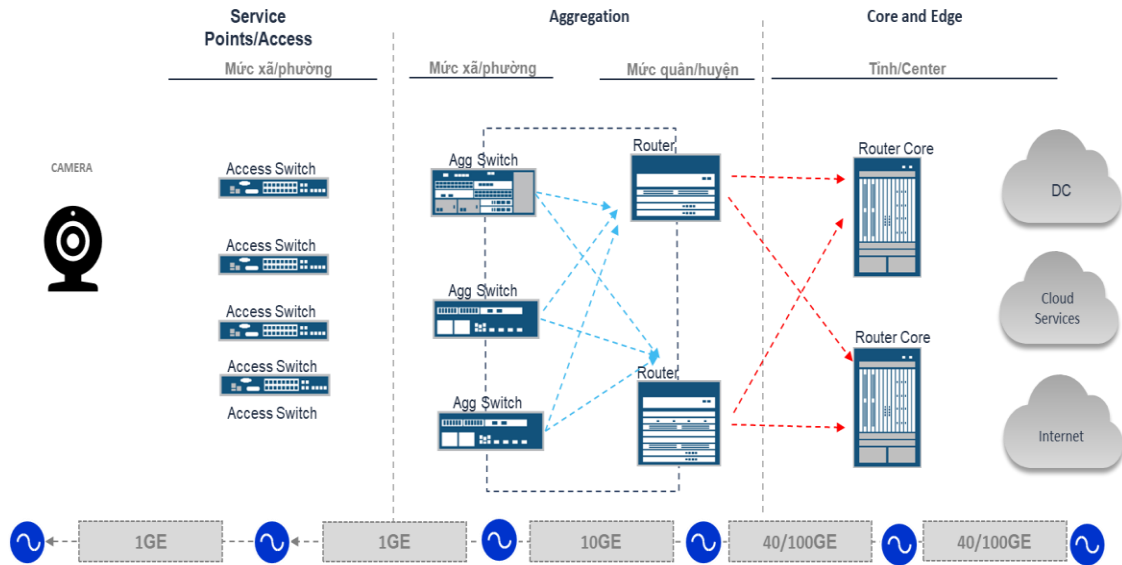 Service
Points/Access
Aggregation
Core and Edge
Mức xã/phường
Mức xã/phường
Mức quân/huyện
Tỉnh/Center
CAMERA
Access Switch
Access Switch
Access Switch
Access Switch
Access Switch
Agg Switch
Agg Switch
Agg Switch
Router
Router
Router Core
Router Core
DC
Cloud
Services
Internet
1GE
1GE
10GE
40/100GE
40/100GE